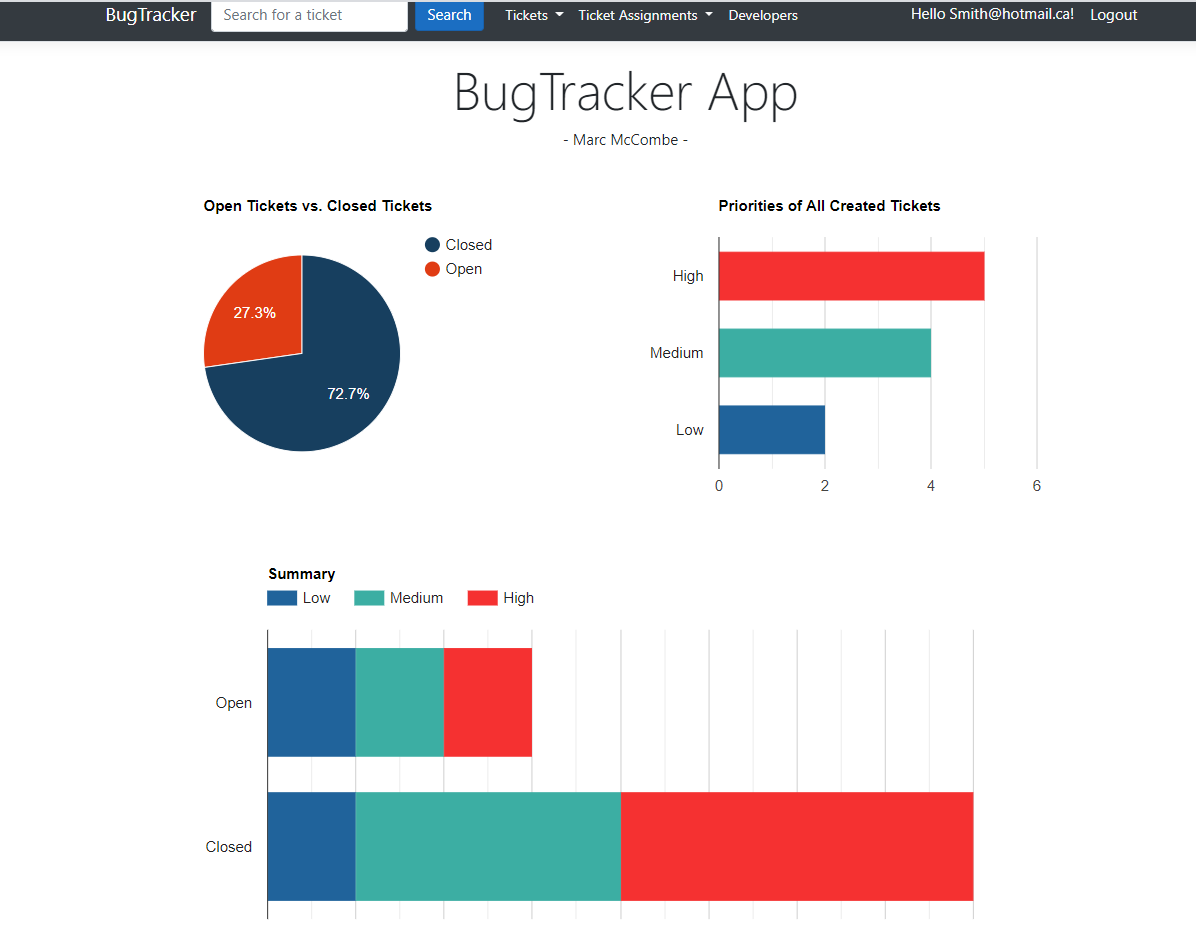 BugTracker Search for a ticket Search Tickets Ticket Assignments Developers Hello Smith@hotmail.ca! Logout
BugTracker App
- Marc McCombe -
Open Tickets vs. Closed Tickets
Closed
Open
27.3%
72.7%
Priorities of All Created Tickets
High
Medium
Low
0 2 4 6
Summary
Low Medium High
Open
Closed